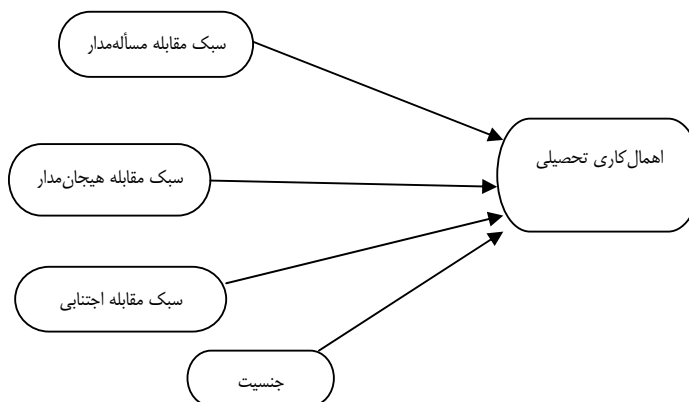 سبک مقابله مسأله‌مدار
اهمال‌کاری تحصیلی
سبک مقابله هیجان‌مدار
سبک مقابله اجتنابی
جنسیت